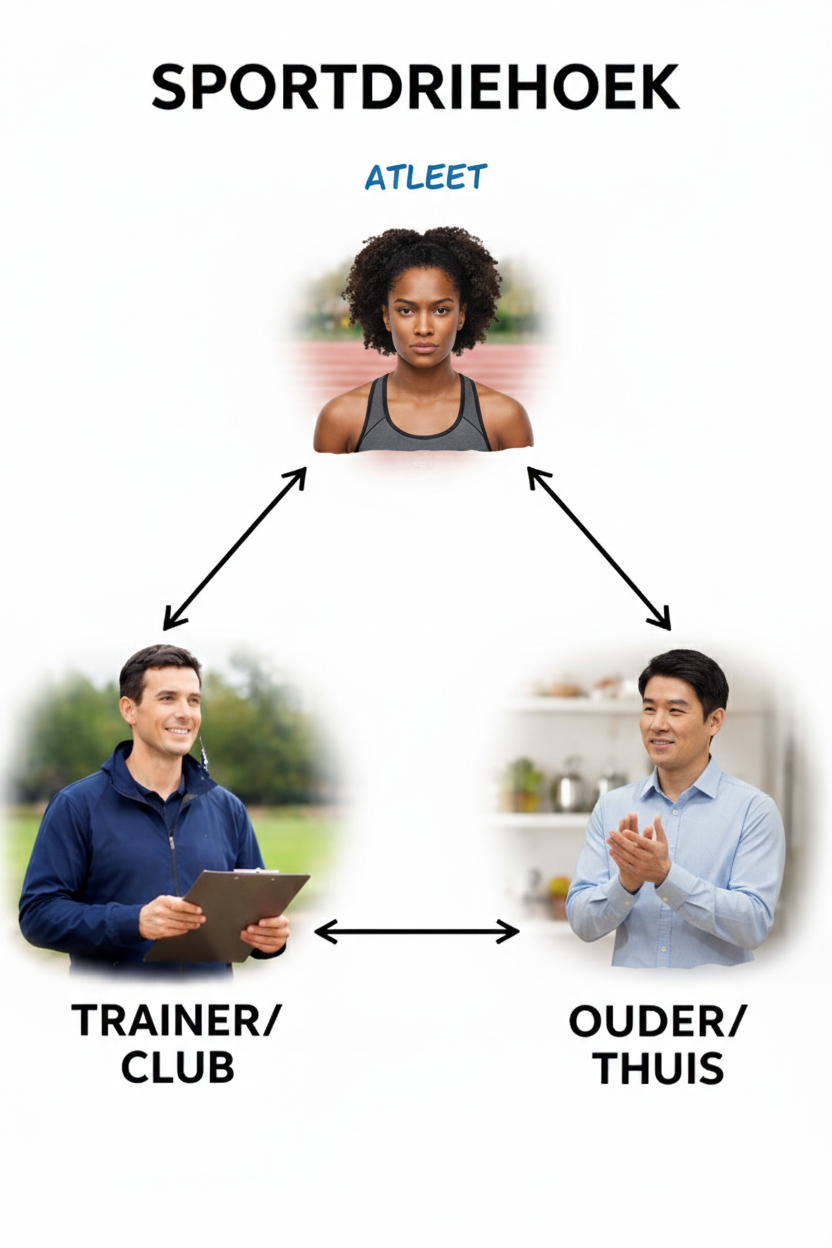 SPORTDRIEHOEK
ATLEET
TRAINER/
CLUB
OUDER/
THUIS